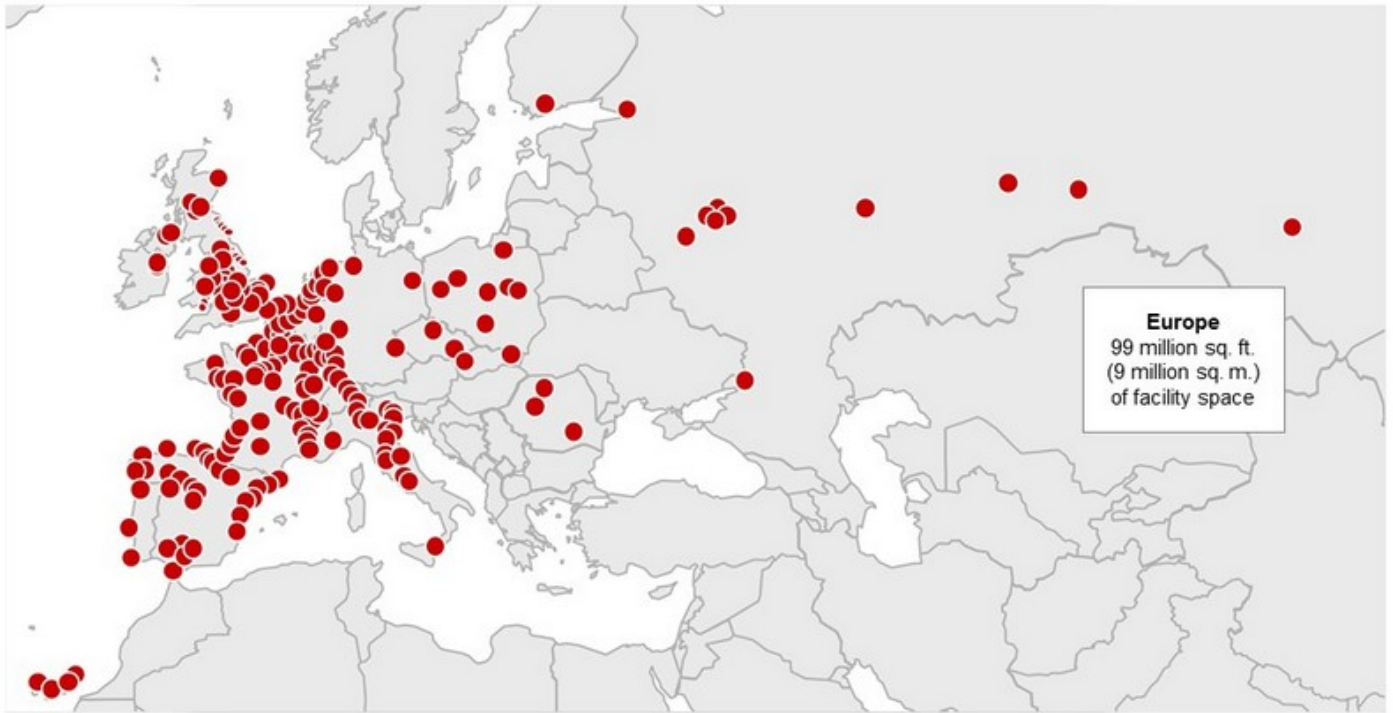 Europe
99 million sq. ft.
(9 million sq. m.)
of facility space